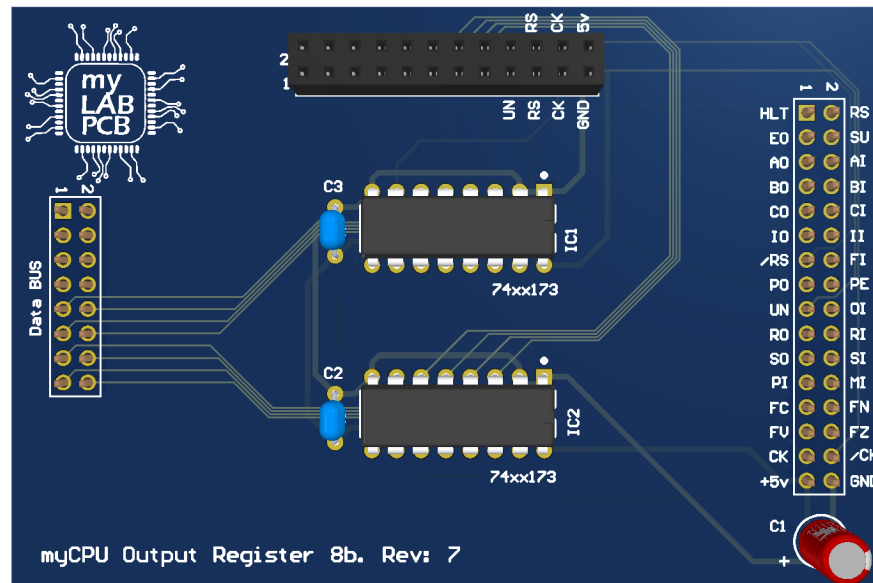 my
LAB
PCB
RS CK 5v
2
1
UN RS CK GND
1 2
HLT RS
EO SU
AO AI
BO BI
CO CI
IO II
/RS FI
PO PE
UN OI
RO RI
SO SI
PI MI
FC FN
FV FZ
CK /CK
+5v GND
1 2
Data BUS
C3
IC1
74xx173
C2
IC2
74xx173
C1
+
myCPU Output Register 8b. Rev: 7